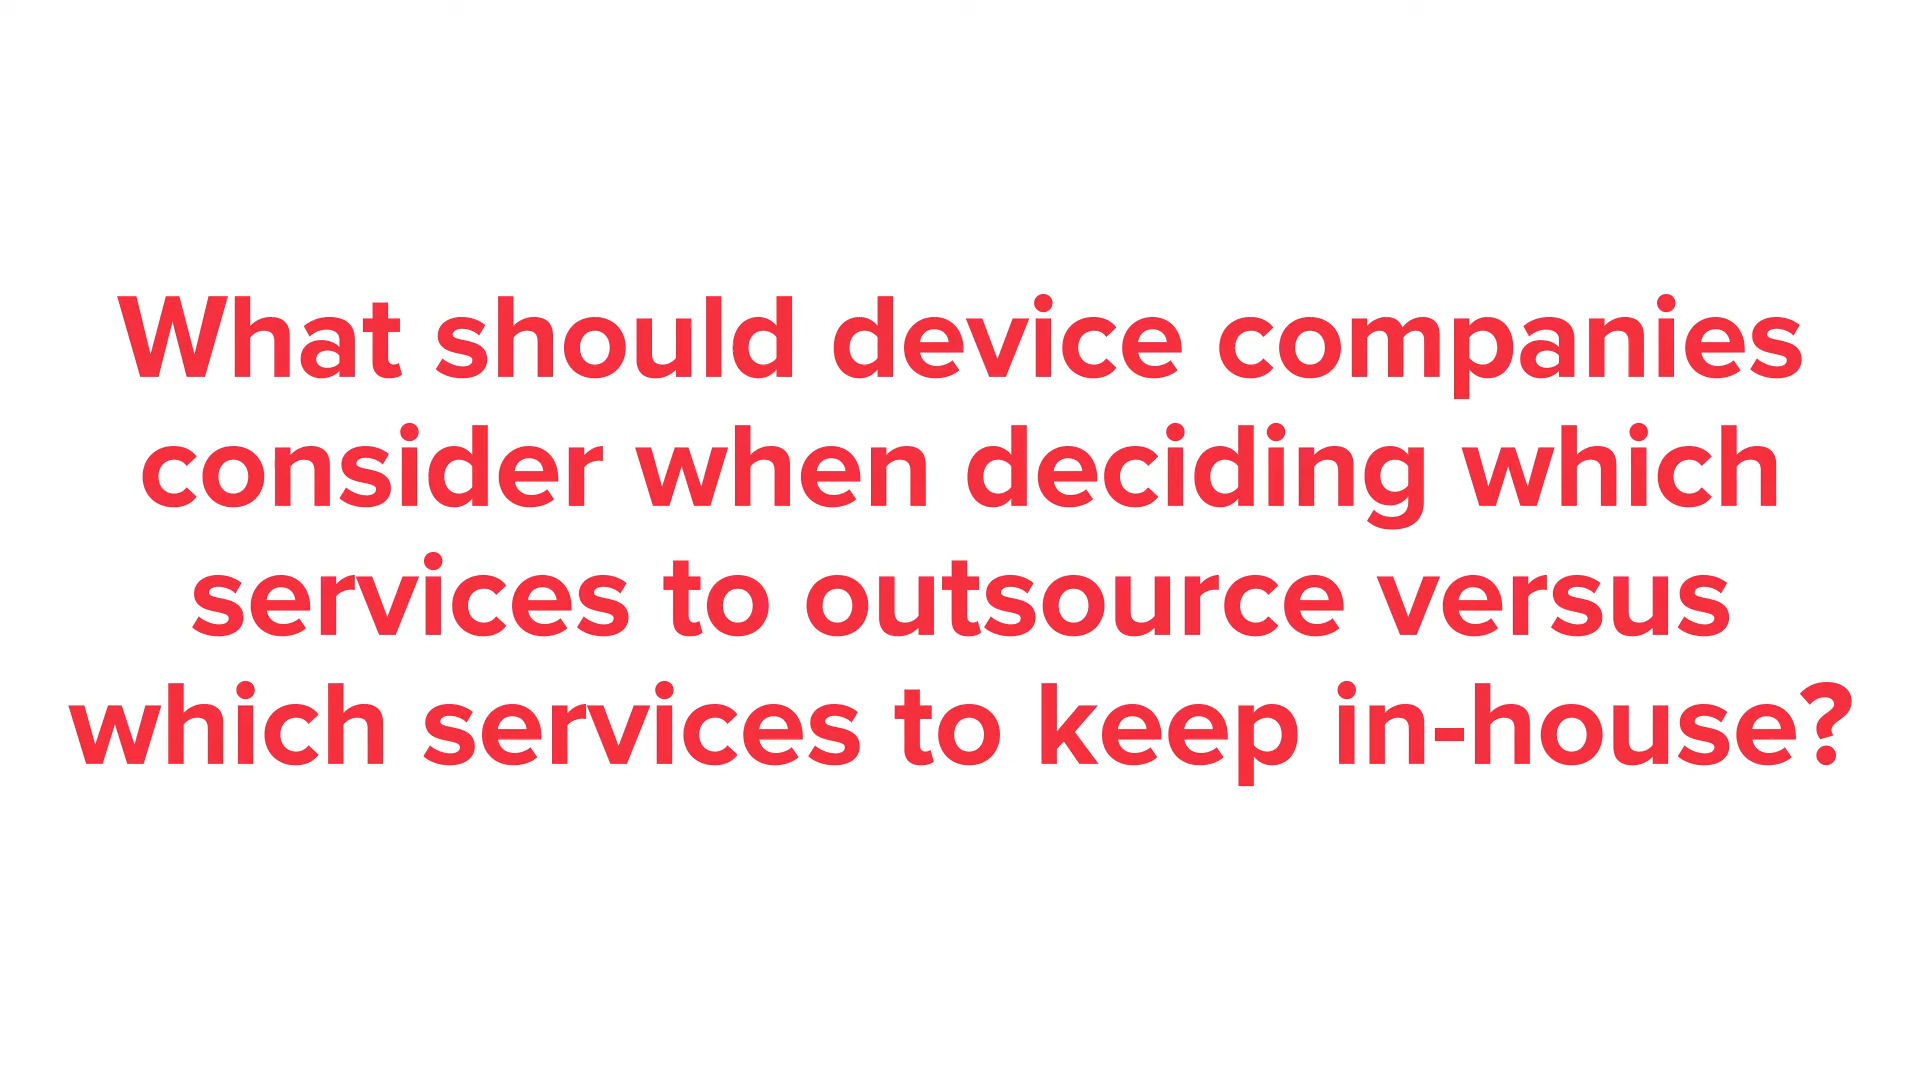 What should device companies
consider when deciding which
services to outsource versus
which services to keep in-house?